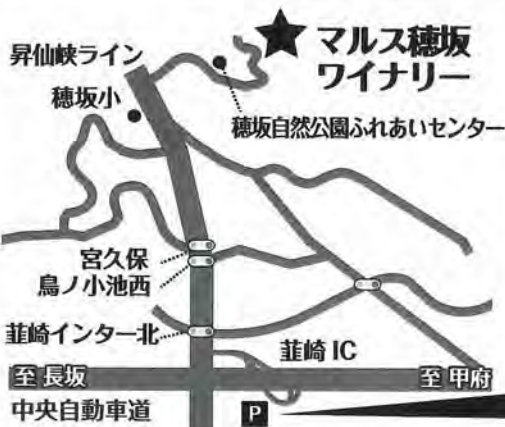 マルス穂坂
ワイナリー
昇仙峡ライン
穂坂小
穂坂自然公園ふれあいセンター
宮久保
鳥ノ小池西
韮崎インター北
韮崎 IC
至 長坂
至 甲府
中央自動車道
P